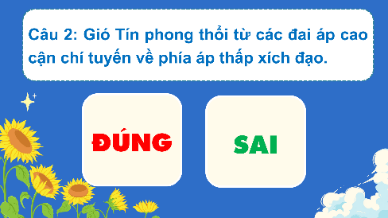 Câu 2: Gió Tín phong thổi từ các đai áp cao
cận chí tuyến về phía áp thấp xích đạo.
ĐÚNG
SAI